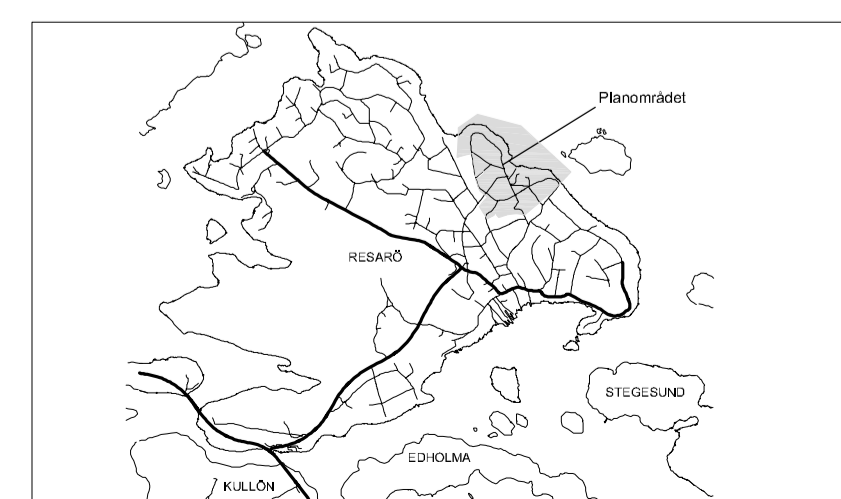 Planområdet
RESARÖ
STEGESUND
EDHOLMA
KULLÖN